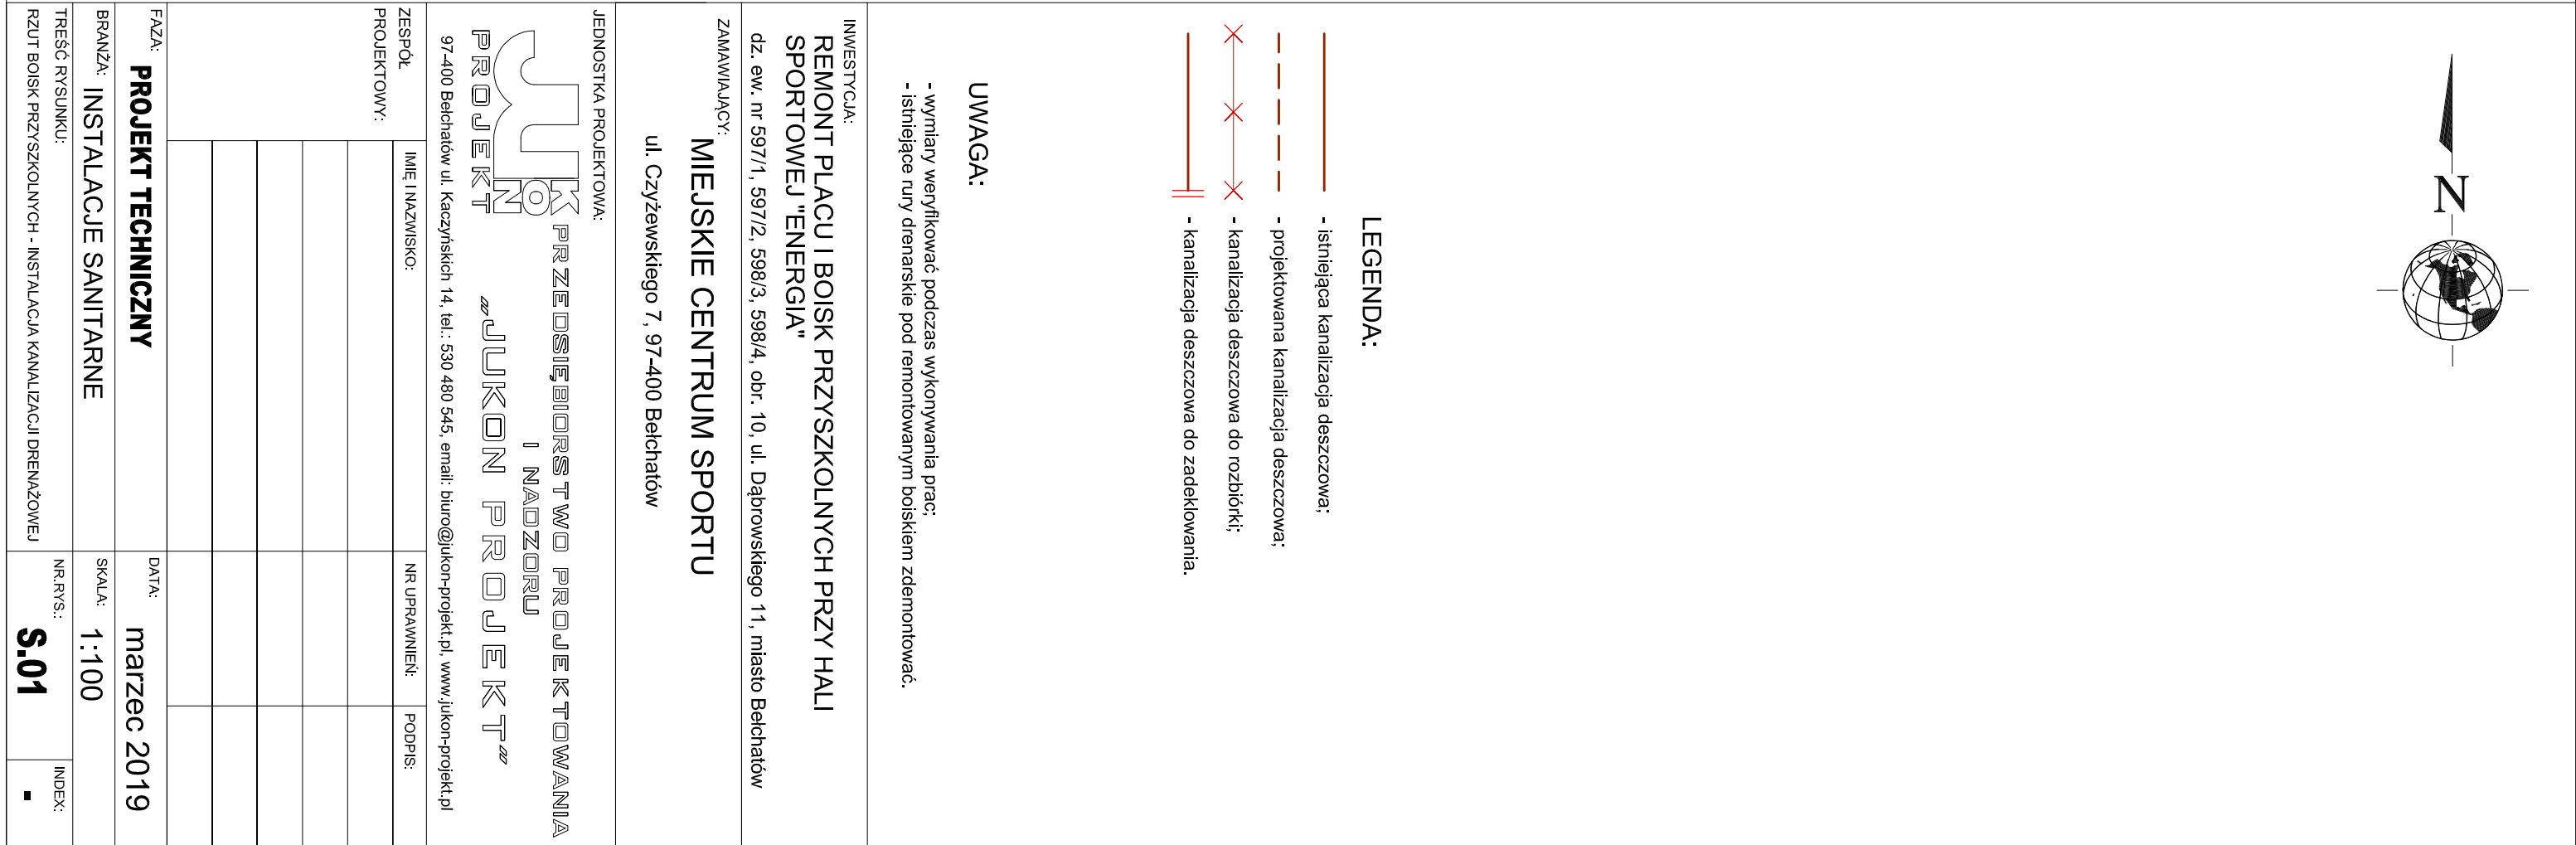 N
LEGENDA:
- istniejąca kanalizacja deszczowa;
- projektowana kanalizacja deszczowa;
- kanalizacja deszczowa do rozbiórki;
- kanalizacja deszczowa do zadeklowania.
UWAGA:
- wymiary weryfikować podczas wykonywania prac;
- istniejące rury drenarskie pod remontowanym boiskiem zdemontować.
INWESTYCJA:
REMONT PLACU I BOISK PRZYSZKOLNYCH PRZY HALI
SPORTOWEJ "ENERGIA"
dz. ew. nr 597/1, 597/2, 598/3, 598/4, obr. 10, ul. Dąbrowskiego 11, miasto Bełchatów
ZAMAWIAJĄCY:
MIEJSKIE CENTRUM SPORTU
ul. Czyżewskiego 7, 97-400 Bełchatów
JEDNOSTKA PROJEKTOWA:
JUKON
PROJEKT
PRZEDSIĘBIORSTWO PROJEKTOWANIA
I NADZORU
„JUKON PROJEKT”
97-400 Bełchatów ul. Kaczyńskich 14, tel.: 530 480 545, email: biuro@jukon-projekt.pl, www.jukon-projekt.pl
ZESPÓŁ
PROJEKTOWY:
IMIĘ I NAZWISKO:
NR UPRAWNIEŃ:
PODPIS:
FAZA: PROJEKT TECHNICZNY
DATA: marzec 2019
BRANŻA: INSTALACJE SANITARNE
SKALA: 1:100
TREŚĆ RYSUNKU:
RZUT BOISK PRZYSZKOLNYCH - INSTALACJA KANALIZACJI DRENAŻOWEJ
NR.RYS.:
S.01
INDEX:
-